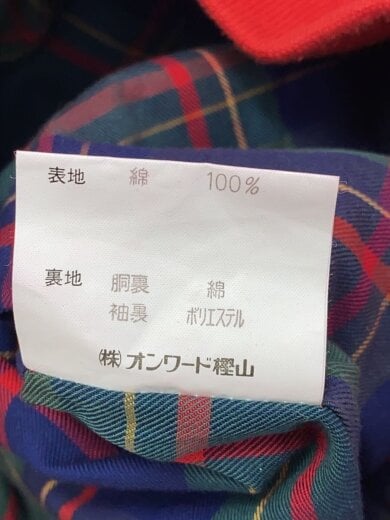 表地 綿 100%
裏地 胴裏 綿
袖裏 ポリエステル
㈱オンワード樫山